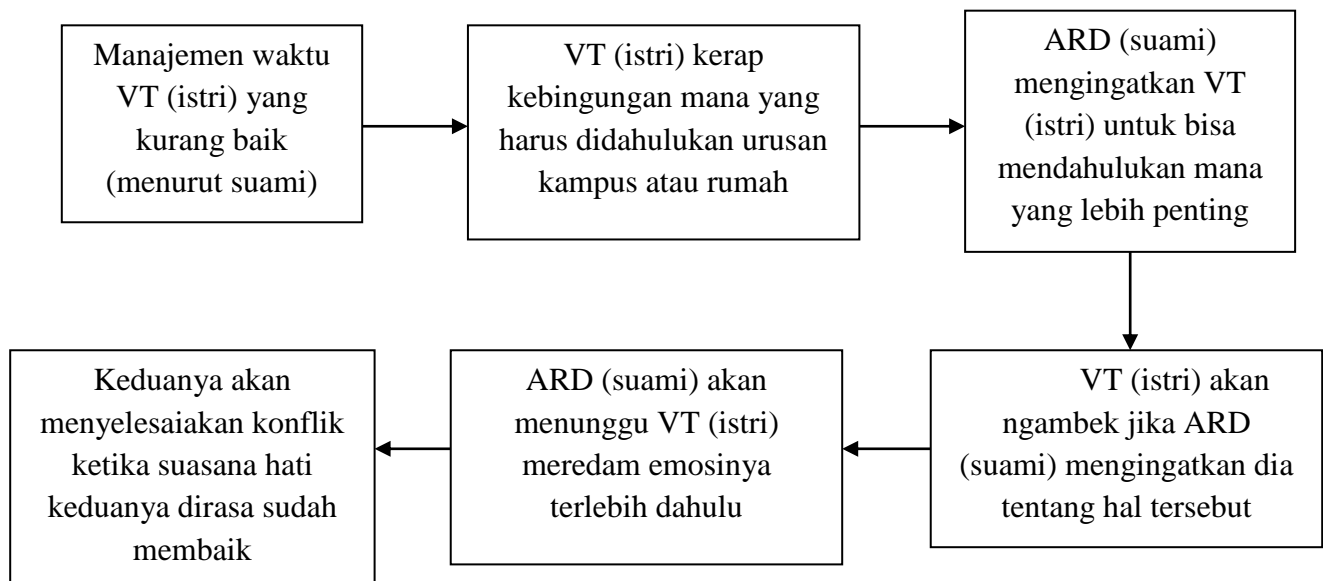 Manajemen waktu
VT (istri) yang
kurang baik
(menurut suami)
VT (istri) kerap
kebingungan mana yang
harus didahulukan urusan
kampus atau rumah
ARD (suami)
mengingatkan VT
(istri) untuk bisa
mendahulukan mana
yang lebih penting
VT (istri) akan
ngambek jika ARD
(suami) mengingatkan dia
tentang hal tersebut
ARD (suami) akan
menunggu VT (istri)
meredam emosinya
terlebih dahulu
Keduanya akan
menyelesaiakan konflik
ketika suasana hati
keduanya dirasa sudah
membaik